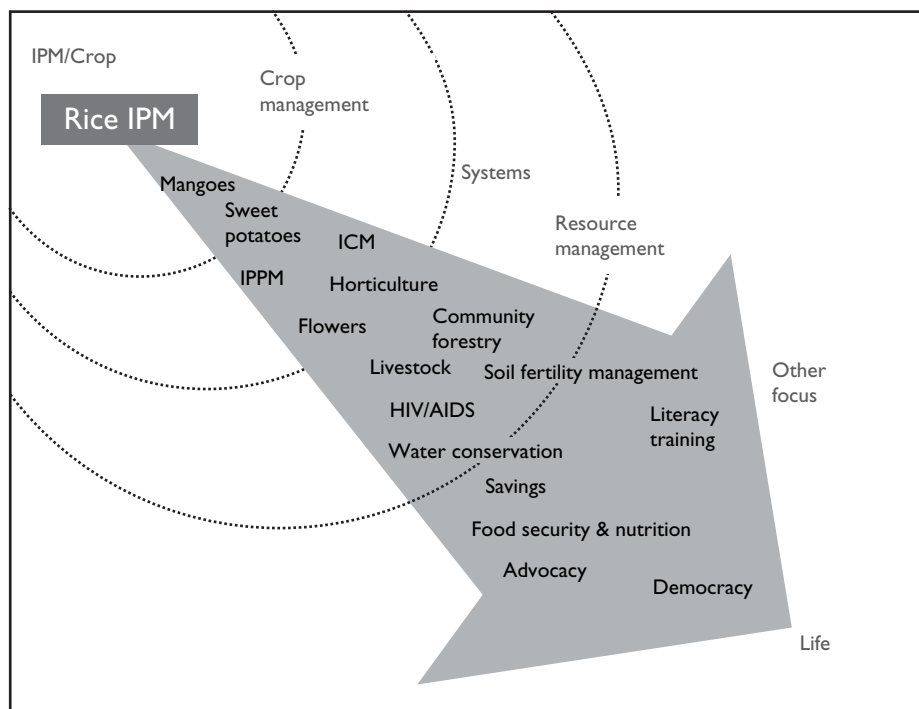 IPM/Crop
Crop
management
Rice IPM
Systems
Mangoes
Sweet
potatoes
ICM
Resource
management
IPPM
Horticulture
Flowers
Community
forestry
Livestock
Soil fertility management
Other
focus
HIV/AIDS
Literacy
training
Water conservation
Savings
Food security & nutrition
Advocacy
Democracy
Life